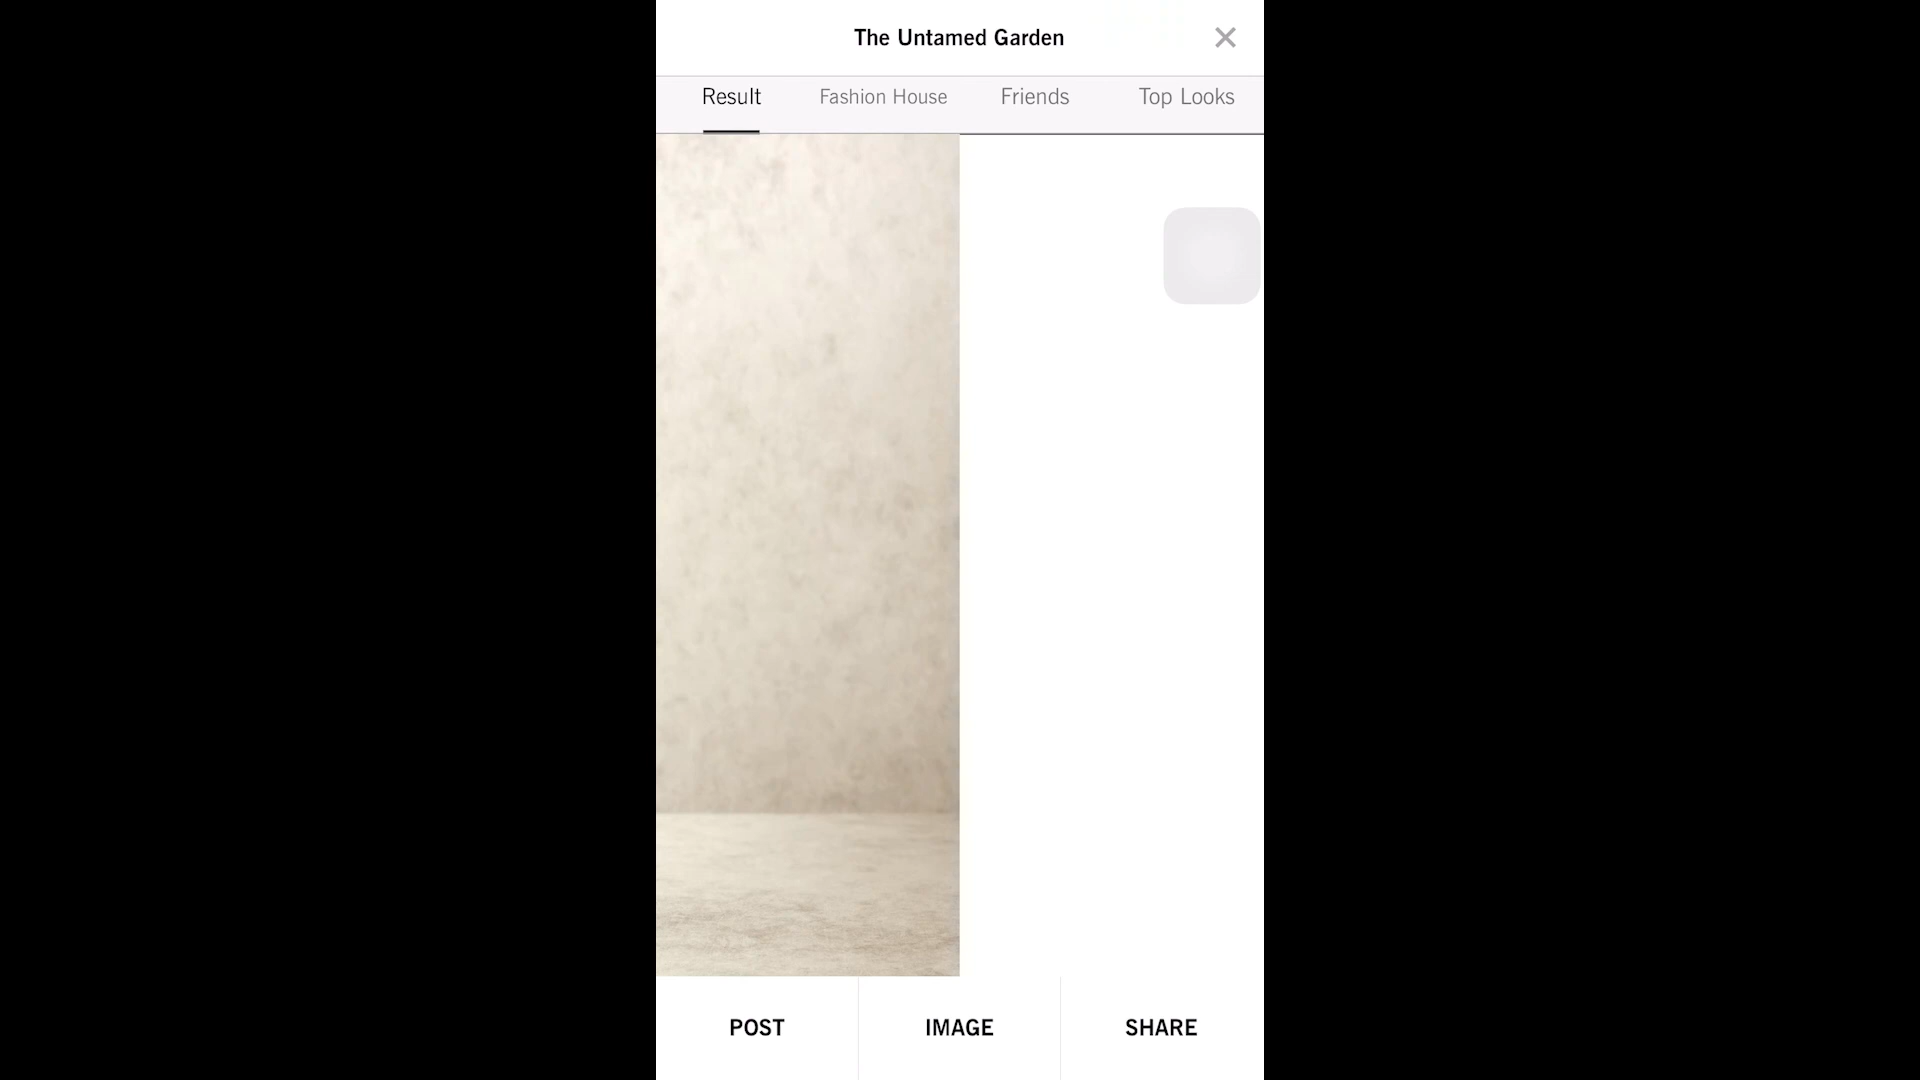 The Untamed Garden
Result Fashion House Friends Top Looks
POST IMAGE SHARE